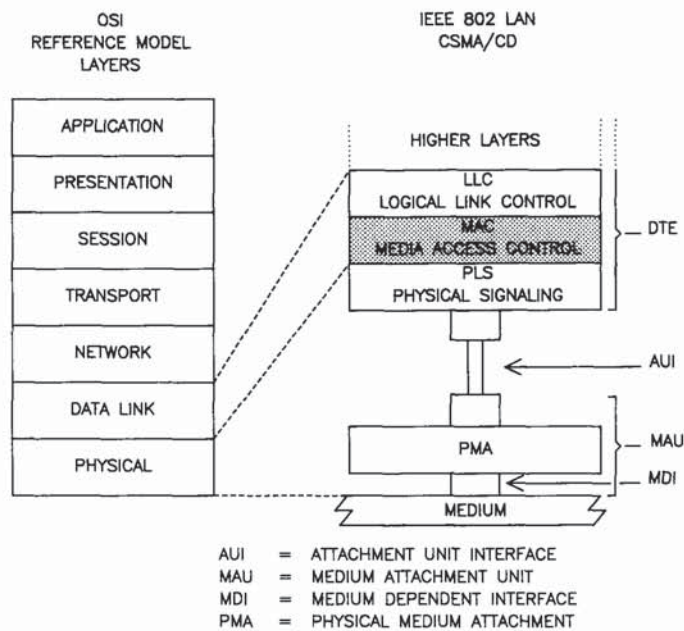 OSI
REFERENCE MODEL
LAYERS
APPLICATION
PRESENTATION
SESSION
TRANSPORT
NETWORK
DATA LINK
PHYSICAL
IEEE 802 LAN
CSMA/CD
HIGHER LAYERS
LLC
LOGICAL LINK CONTROL
MAC
MEDIA ACCESS CONTROL
PLS
PHYSICAL SIGNALING
DTE
AUI
PMA
MAU
MDI
MEDIUM
AUI = ATTACHMENT UNIT INTERFACE
MAU = MEDIUM ATTACHMENT UNIT
MDI = MEDIUM DEPENDENT INTERFACE
PMA = PHYSICAL MEDIUM ATTACHMENT